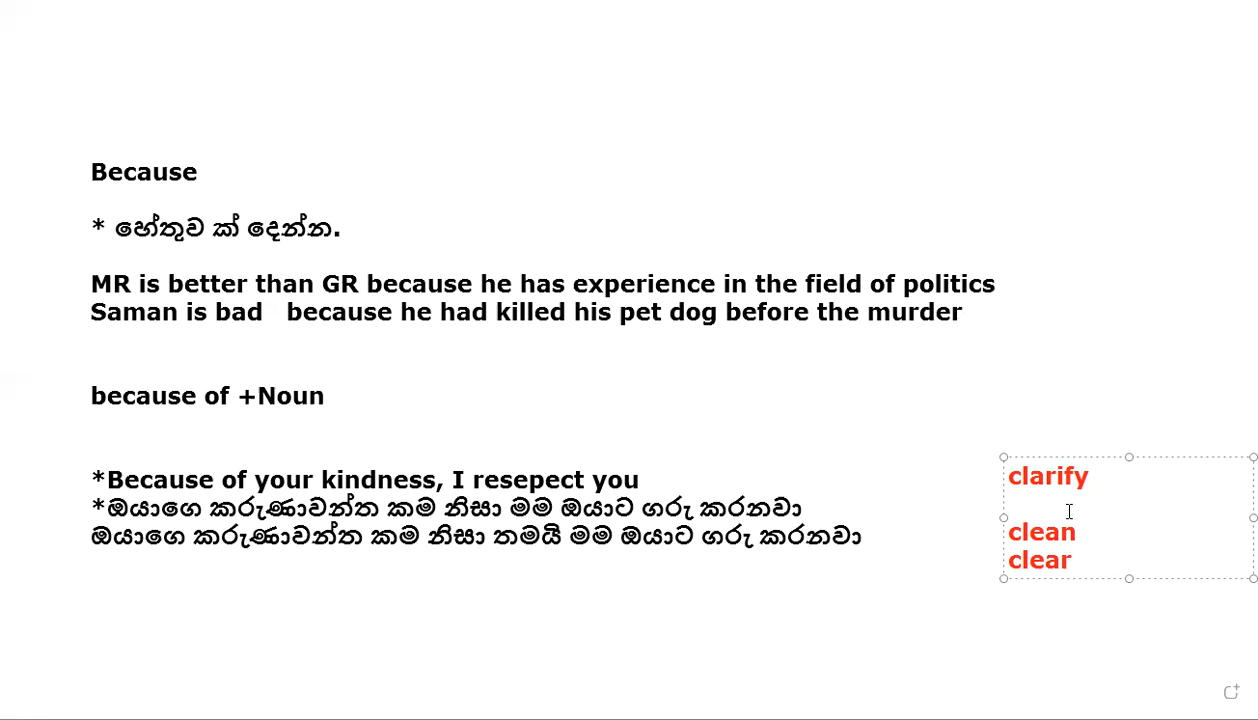 Because
* හේතුව ක් දෙන්න.
MR is better than GR because he has experience in the field of politics
Saman is bad   because he had killed his pet dog before the murder
because of +Noun
*Because of your kindness, I resepect you
*ඔයාගෙ කරුණාවන්ත කම නිසා මම ඔයාට ගරු කරනවා
ඔයාගෙ කරුණාවන්ත කම නිසා තමයි මම ඔයාට ගරු කරනවා
clarify
clean
clear